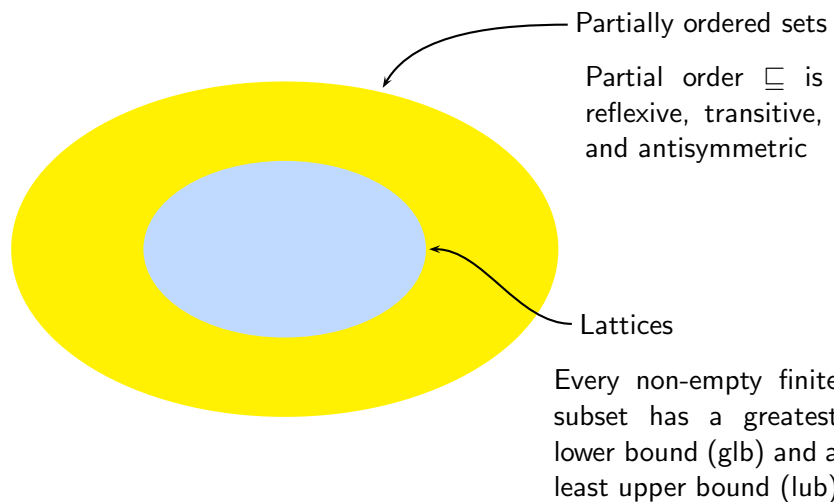 Partially ordered sets
Partial order ⊑ is
reflexive, transitive,
and antisymmetric
Lattices
Every non-empty finite
subset has a greatest
lower bound (glb) and a
least upper bound (lub)